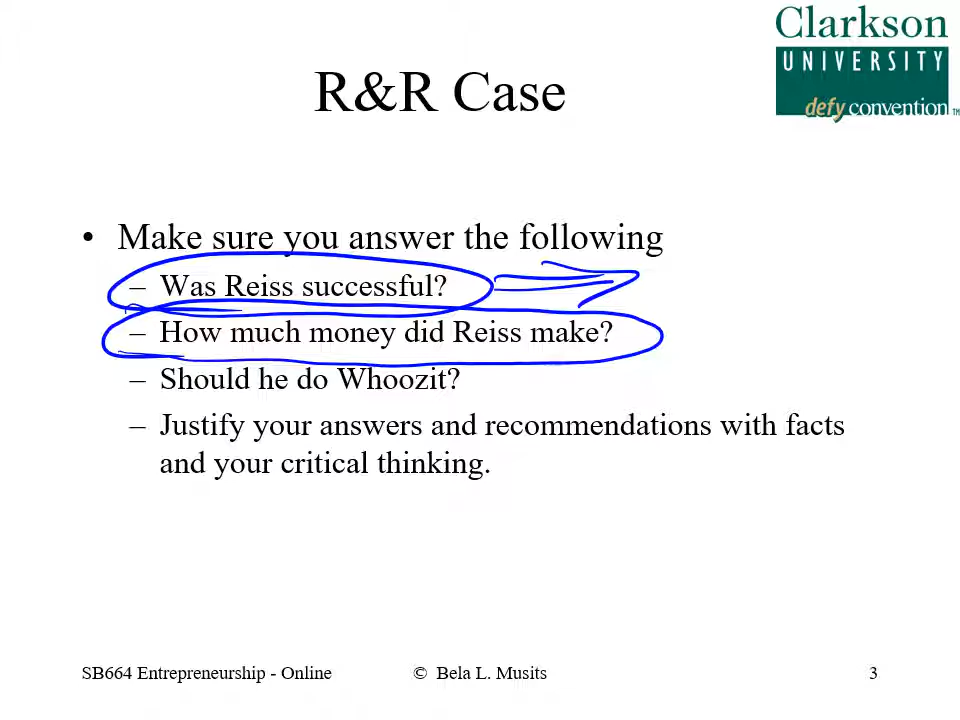 Clarkson
UNIVERSITY
defy convention™
R&R Case
• Make sure you answer the following
– Was Reiss successful?
– How much money did Reiss make?
– Should he do Whoozit?
– Justify your answers and recommendations with facts
and your critical thinking.
SB664 Entrepreneurship - Online © Bela L. Musits 3